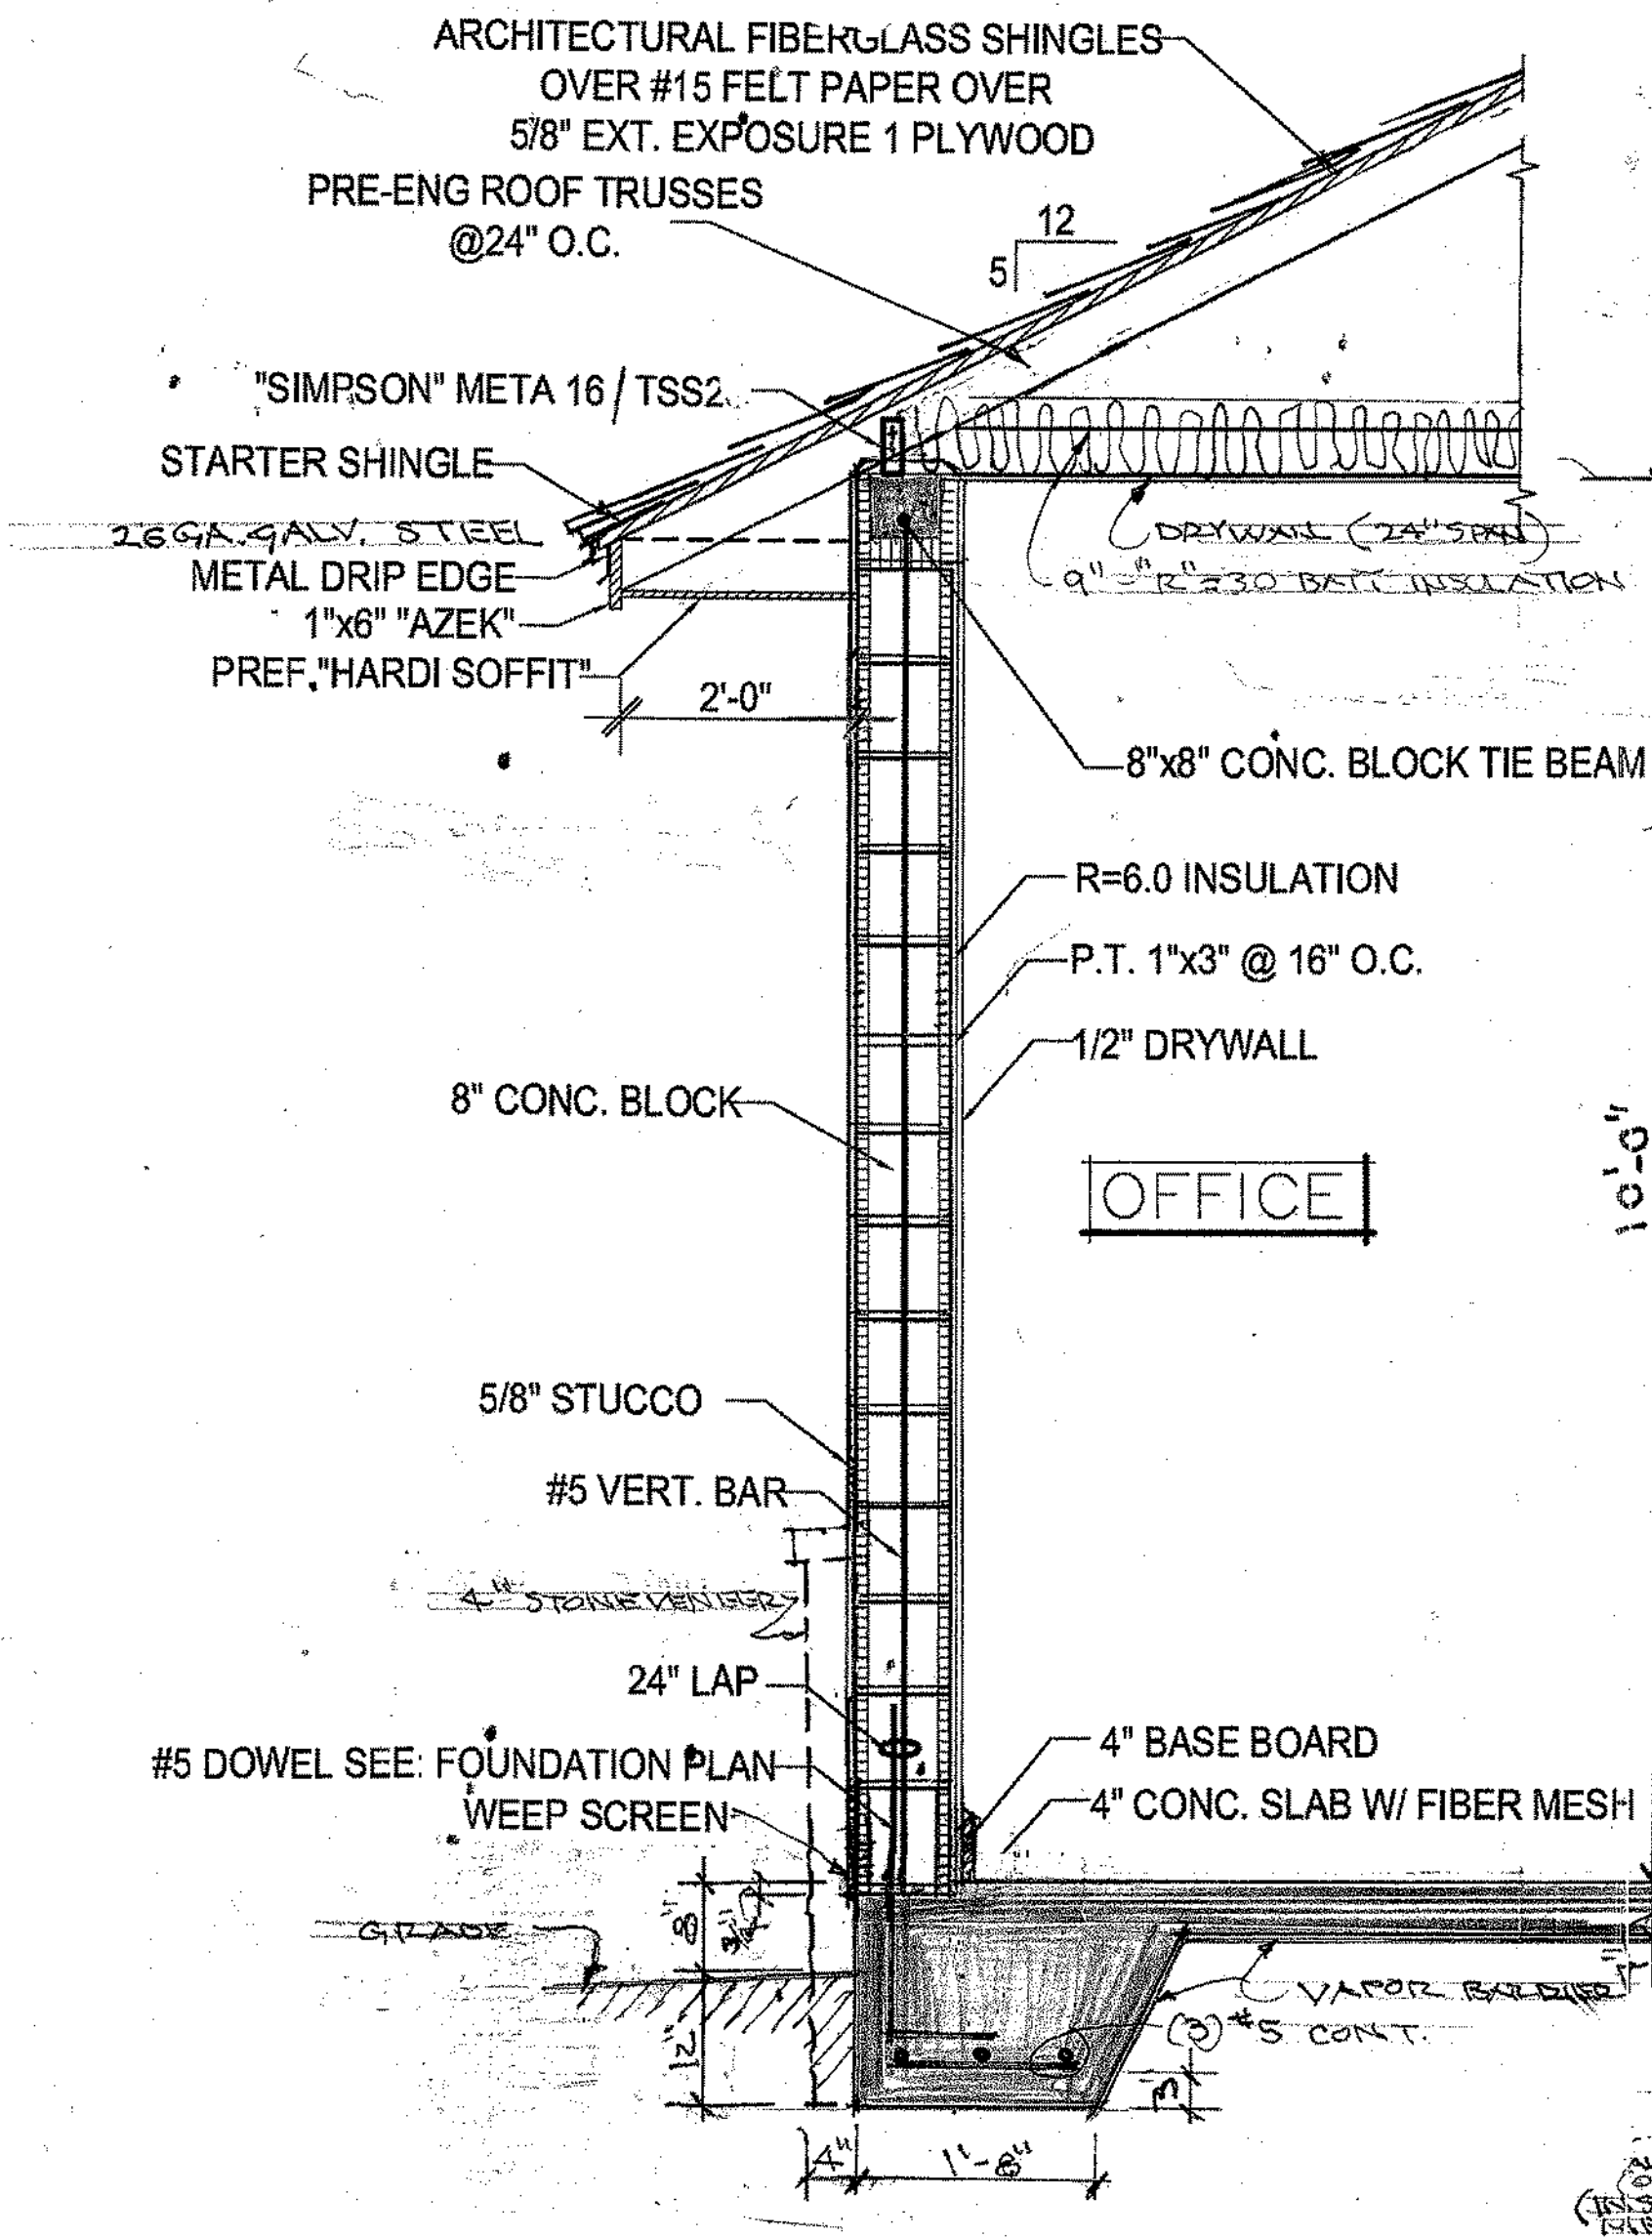 ARCHITECTURAL FIBERGLASS SHINGLES
OVER #15 FELT PAPER OVER
5/8" EXT. EXPOSURE 1 PLYWOOD
PRE-ENG ROOF TRUSSES
@24" O.C.
12
5
"SIMPSON" META 16 / TSS2
STARTER SHINGLE
26 GA. GALV. STEEL
METAL DRIP EDGE
1"x6" "AZEK"
PREF. "HARDI SOFFIT"
2'-0"
DRYWALL (24" SPAN)
9" - "R"=30 BATT INSULATION
8"x8" CONC. BLOCK TIE BEAM
R=6.0 INSULATION
P.T. 1"x3" @ 16" O.C.
1/2" DRYWALL
8" CONC. BLOCK
OFFICE
10'-0"
5/8" STUCCO
#5 VERT. BAR
4" STONE VENEER
24" LAP
#5 DOWEL SEE: FOUNDATION PLAN
WEEP SCREEN
4" BASE BOARD
4" CONC. SLAB W/ FIBER MESH
GRADE
8"
12"
VAPOR BARRIER
(3) #5 CONT.
3"
4"
1'-8"